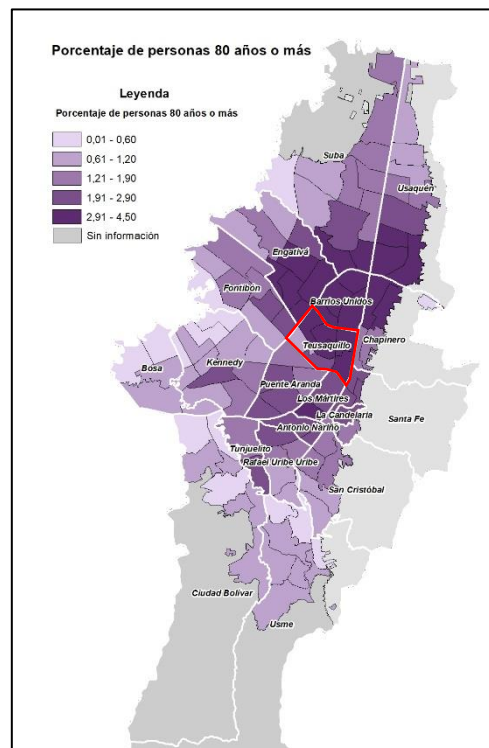 Porcentaje de personas 80 años o más
Leyenda
Porcentaje de personas 80 años o más
0,01 - 0,60
0,61 - 1,20
1,21 - 1,90
1,91 - 2,90
2,91 - 4,50
Sin información
Suba
Usaquén
Engativá
Barrios Unidos
Fontibón
Teusaquillo
Chapinero
Bosa
Kennedy
Puente Aranda
Los Mártires
La Candelaria
Santa Fe
Antonio Nariño
Tunjuelito
Rafael Uribe Uribe
San Cristóbal
Ciudad Bolívar
Usme